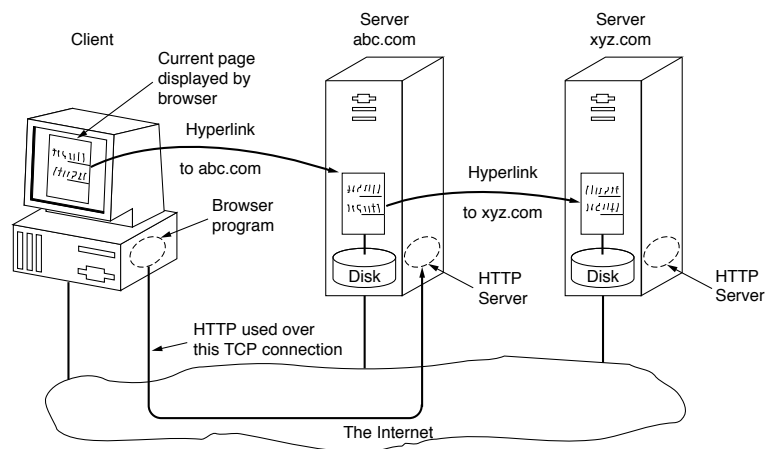 Client
Server
abc.com
Server
xyz.com
Current page
displayed by
browser
Hyperlink
to abc.com
Hyperlink
to xyz.com
Browser
program
Disk
HTTP
Server
Disk
HTTP
Server
HTTP used over
this TCP connection
The Internet